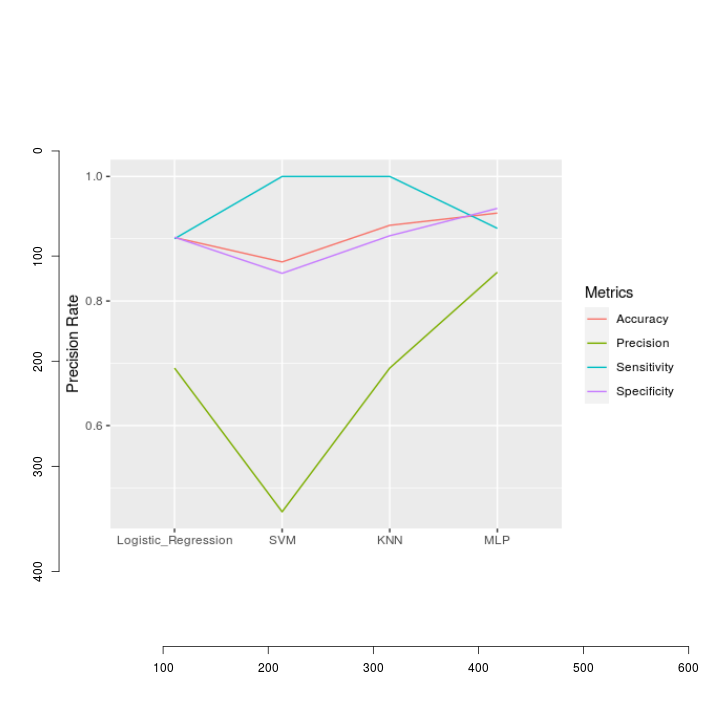 0
100
200
300
400
Precision Rate
1.0
0.8
0.6
Logistic_Regression SVM KNN MLP
Metrics
Accuracy
Precision
Sensitivity
Specificity
100 200 300 400 500 600